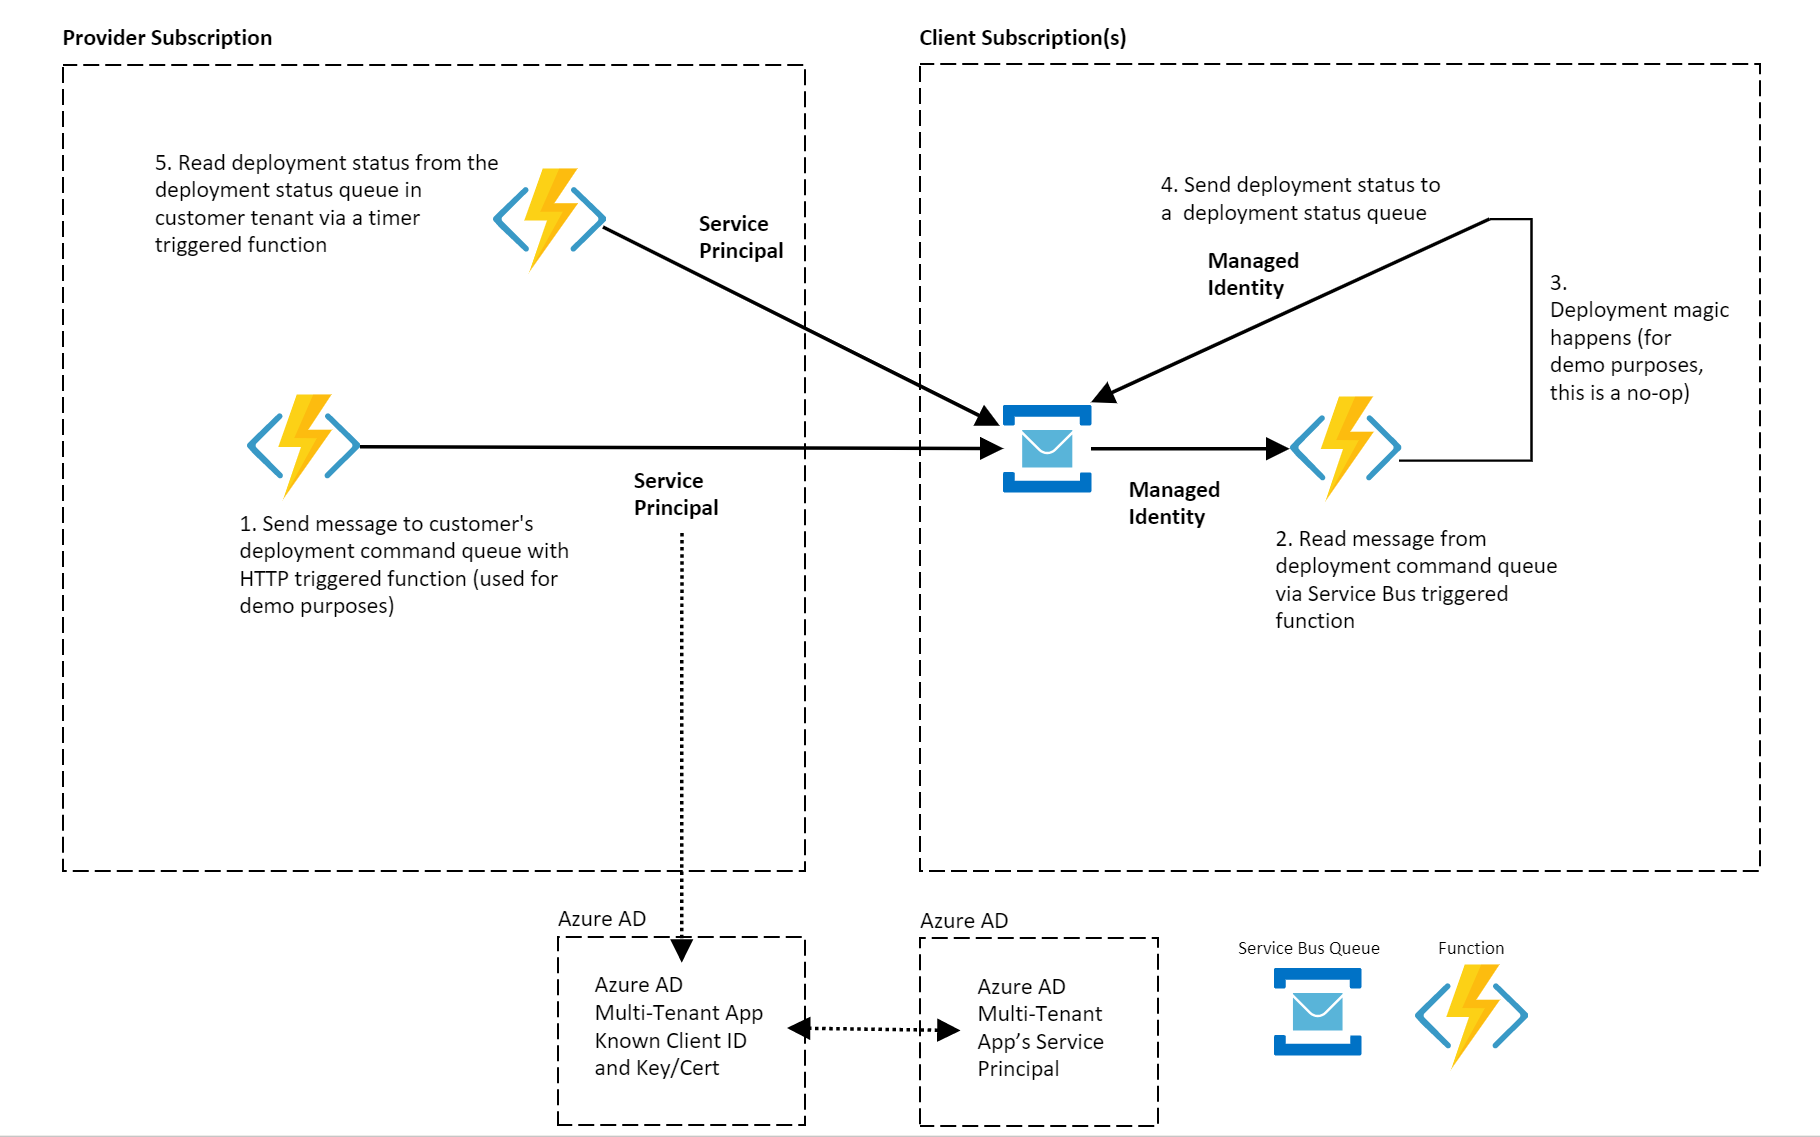 Provider Subscription
Client Subscription(s)
5. Read deployment status from the
deployment status queue in
customer tenant via a timer
triggered function
Service
Principal
4. Send deployment status to
a  deployment status queue
Managed
Identity
3.
Deployment magic
happens (for
demo purposes,
this is a no-op)
Service
Principal
1. Send message to customer's
deployment command queue with
HTTP triggered function (used for
demo purposes)
Managed
Identity
2. Read message from
deployment command queue
via Service Bus triggered
function
Azure AD
Azure AD
Multi-Tenant App
Known Client ID
and Key/Cert
Azure AD
Azure AD
Multi-Tenant
App’s Service
Principal
Service Bus Queue
Function